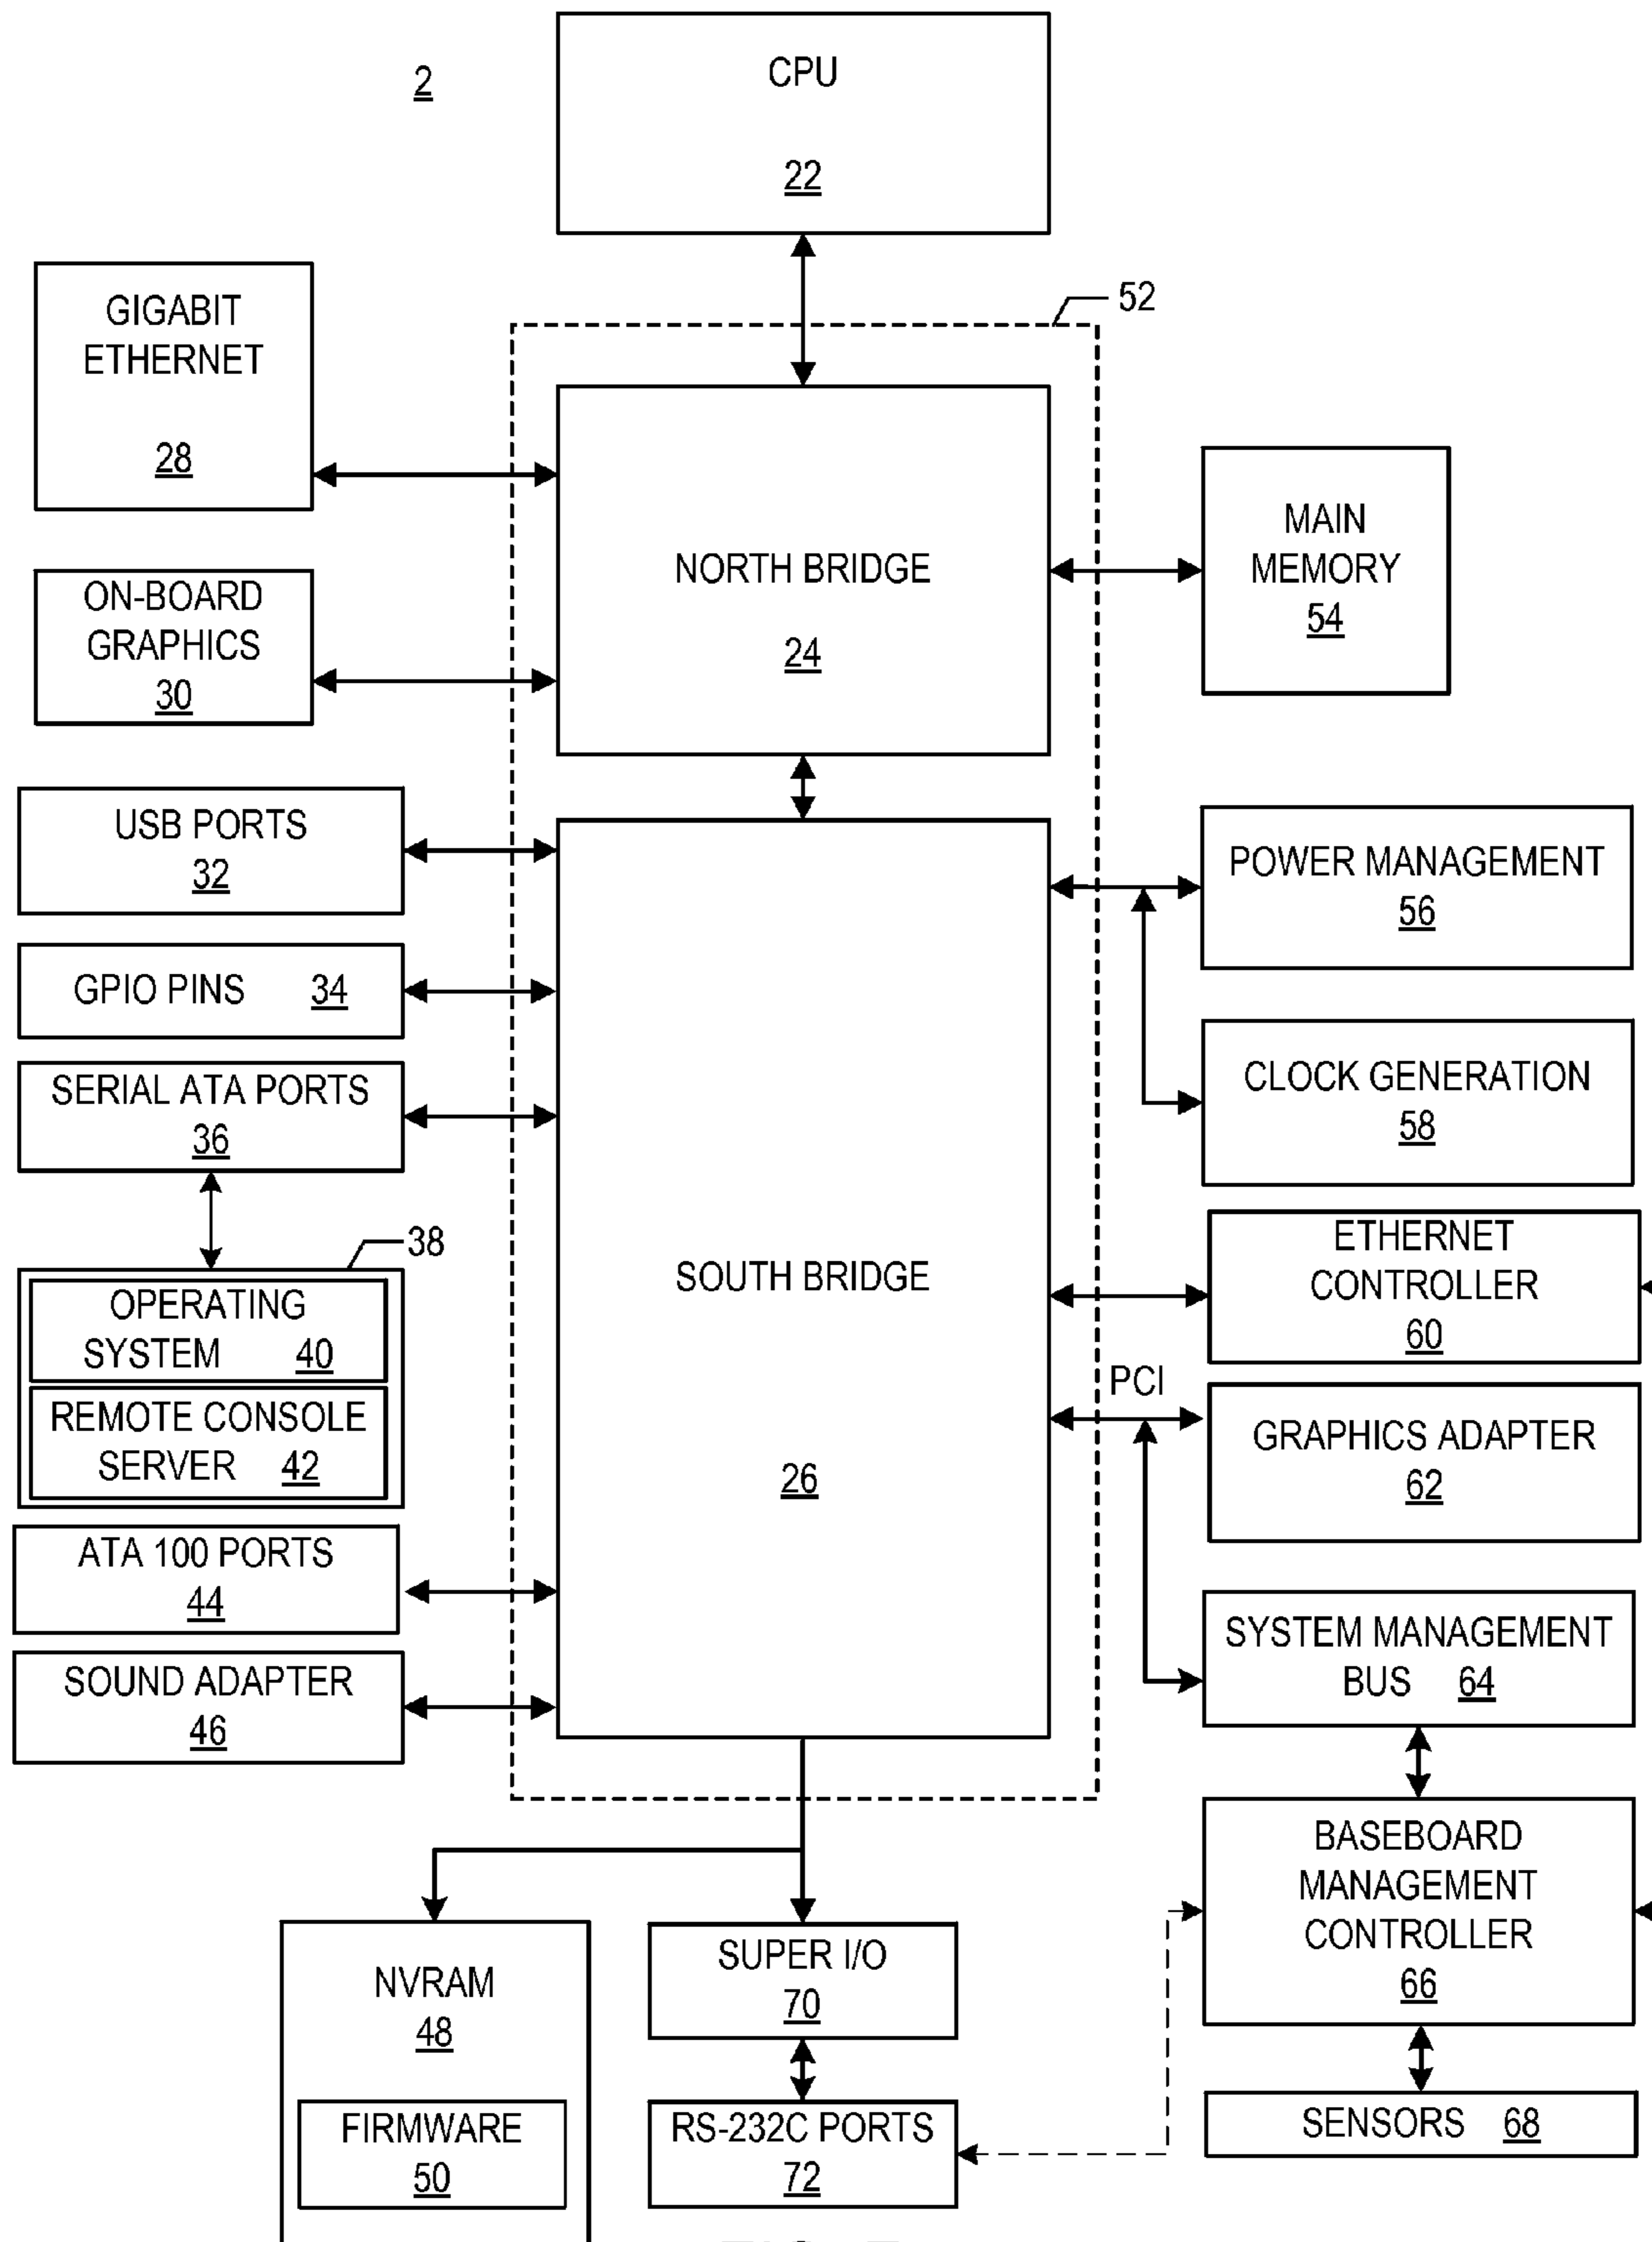 2
CPU
22
52
GIGABIT
ETHERNET
28
NORTH BRIDGE
24
MAIN
MEMORY
54
ON-BOARD
GRAPHICS
30
USB PORTS
32
GPIO PINS 34
SERIAL ATA PORTS
36
38
OPERATING
SYSTEM 40
REMOTE CONSOLE
SERVER 42
ATA 100 PORTS
44
SOUND ADAPTER
46
SOUTH BRIDGE
26
POWER MANAGEMENT
56
CLOCK GENERATION
58
ETHERNET
CONTROLLER
60
PCI
GRAPHICS ADAPTER
62
SYSTEM MANAGEMENT
BUS 64
BASEBOARD
MANAGEMENT
CONTROLLER
66
SENSORS 68
NVRAM
48
FIRMWARE
50
SUPER I/O
70
RS-232C PORTS
72